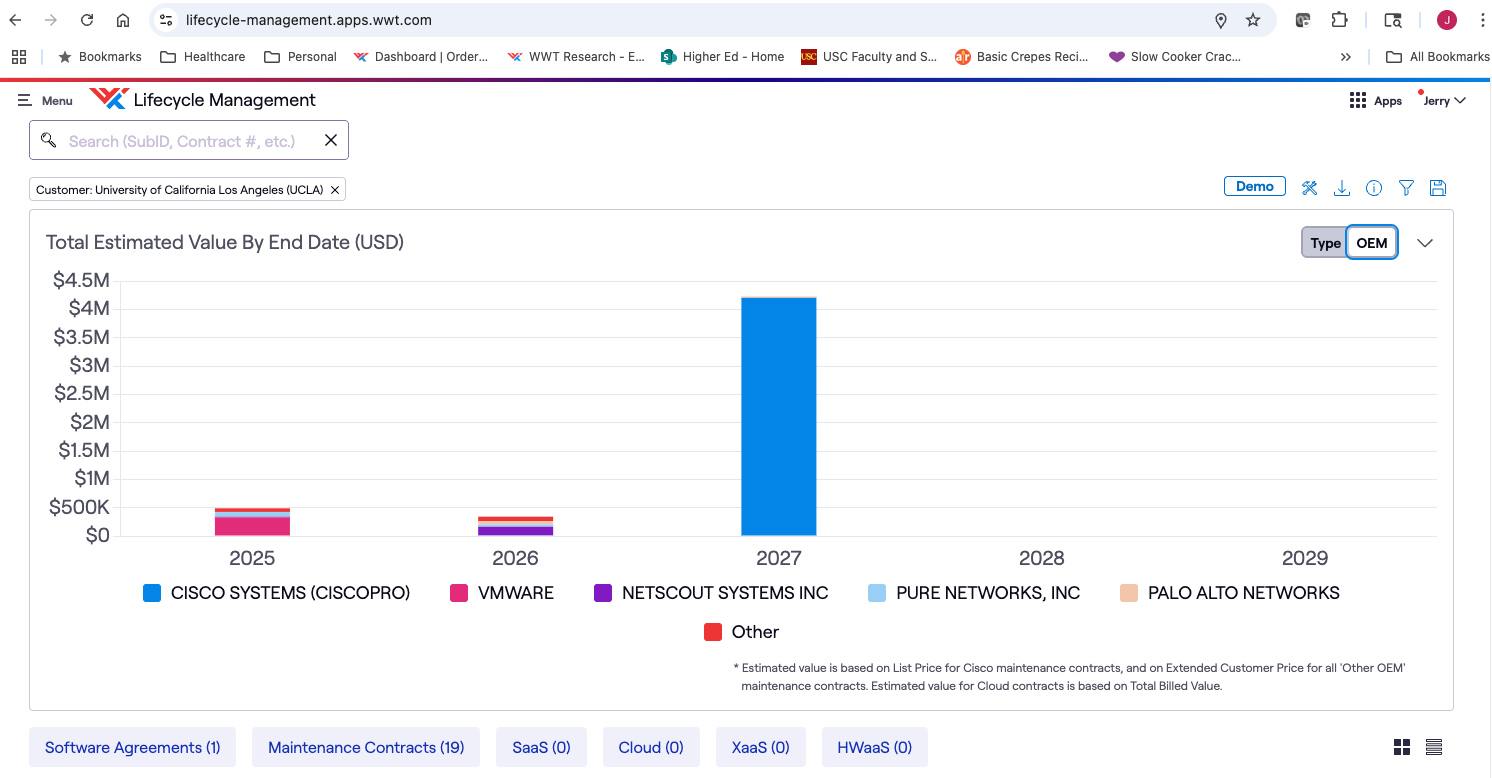 lifecycle-management.apps.wwt.com
J
Bookmarks Healthcare Personal Dashboard | Order... WWT Research - E... Higher Ed - Home USC USC Faculty and S... ar Basic Crepes Reci... Slow Cooker Crac... » All Bookmarks
Menu Lifecycle Management Apps Jerry
Search (SubID, Contract #, etc.)
Customer: University of California Los Angeles (UCLA)
Demo
Total Estimated Value By End Date (USD) Type OEM
$4.5M
$4M
$3.5M
$3M
$2.5M
$2M
$1.5M
$1M
$500K
$0
2025 2026 2027 2028 2029
CISCO SYSTEMS (CISCOPRO) VMWARE NETSCOUT SYSTEMS INC PURE NETWORKS, INC PALO ALTO NETWORKS
Other
* Estimated value is based on List Price for Cisco maintenance contracts, and on Extended Customer Price for all 'Other OEM'
maintenance contracts. Estimated value for Cloud contracts is based on Total Billed Value.
Software Agreements (1) Maintenance Contracts (19) SaaS (0) Cloud (0) XaaS (0) HWaaS (0)